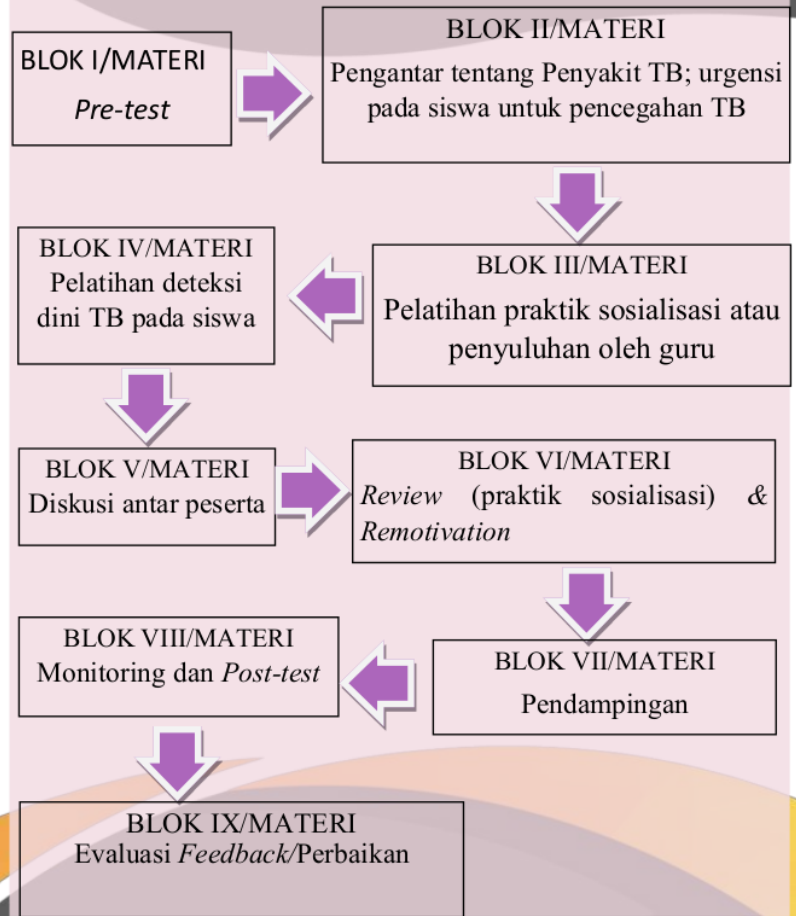 BLOK I/MATERI
Pre-test
BLOK II/MATERI
Pengantar tentang Penyakit TB; urgensi
pada siswa untuk pencegahan TB
BLOK III/MATERI
Pelatihan praktik sosialisasi atau
penyuluhan oleh guru
BLOK IV/MATERI
Pelatihan deteksi
dini TB pada siswa
BLOK V/MATERI
Diskusi antar peserta
BLOK VI/MATERI
Review (praktik sosialisasi) &
Remotivation
BLOK VII/MATERI
Pendampingan
BLOK VIII/MATERI
Monitoring dan Post-test
BLOK IX/MATERI
Evaluasi Feedback/Perbaikan